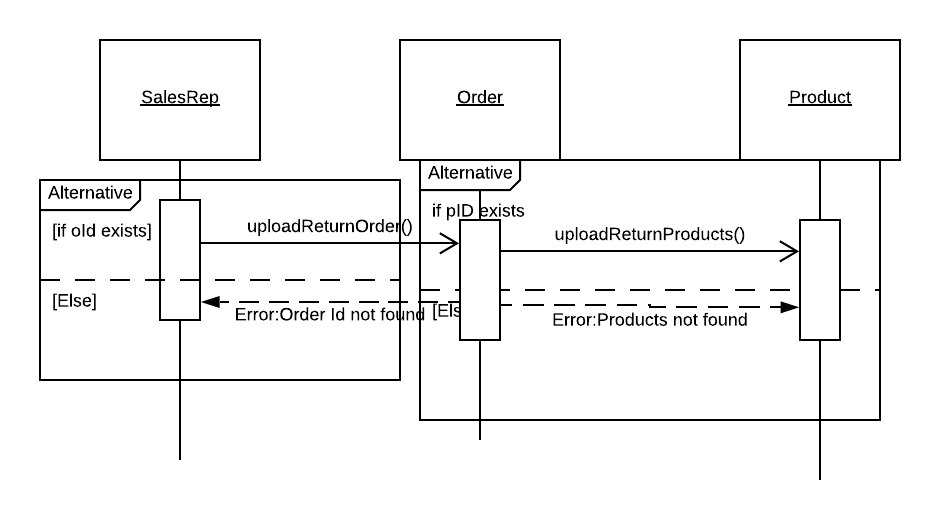 SalesRep
Order
Product
Alternative
Alternative
if pID exists
[if oId exists]
uploadReturnOrder()
uploadReturnProducts()
[Else]
[Els
Error:Order Id not found
Error:Products not found